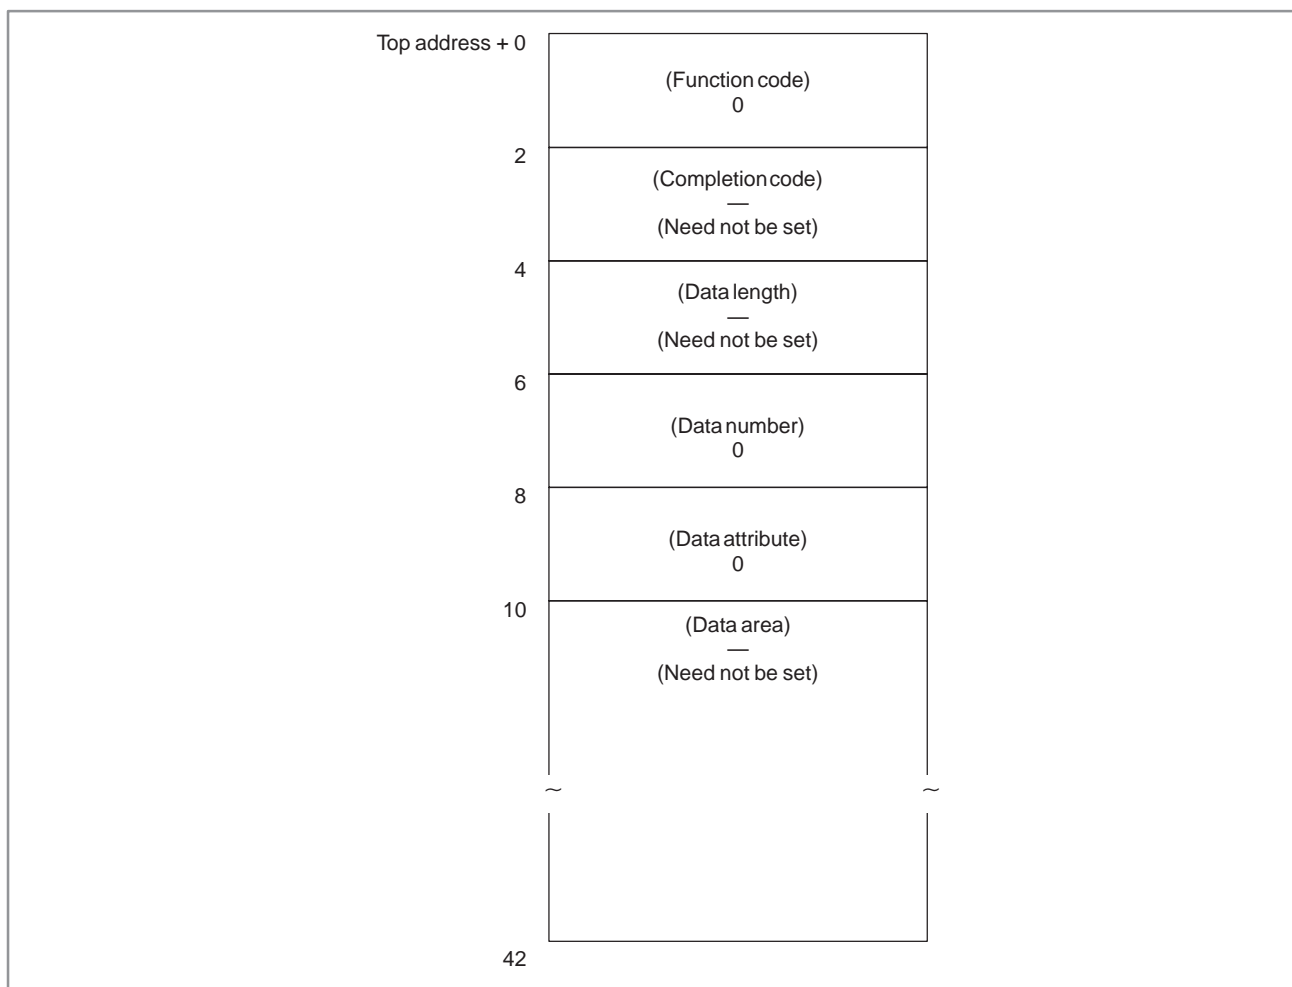 Top address + 0
(Function code)
0
2
(Completion code)
—
(Need not be set)
4
(Data length)
—
(Need not be set)
6
(Data number)
0
8
(Data attribute)
0
10
(Data area)
—
(Need not be set)
~ ~
42